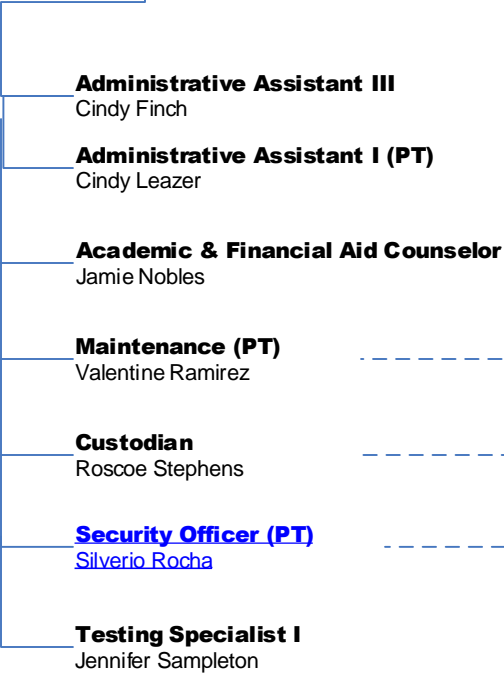 Administrative Assistant III
Cindy Finch
Administrative Assistant I (PT)
Cindy Leazer
Academic & Financial Aid Counselor
Jamie Nobles
Maintenance (PT)
Valentine Ramirez
Custodian
Roscoe Stephens
Security Officer (PT)
Silverio Rocha
Testing Specialist I
Jennifer Sampleton